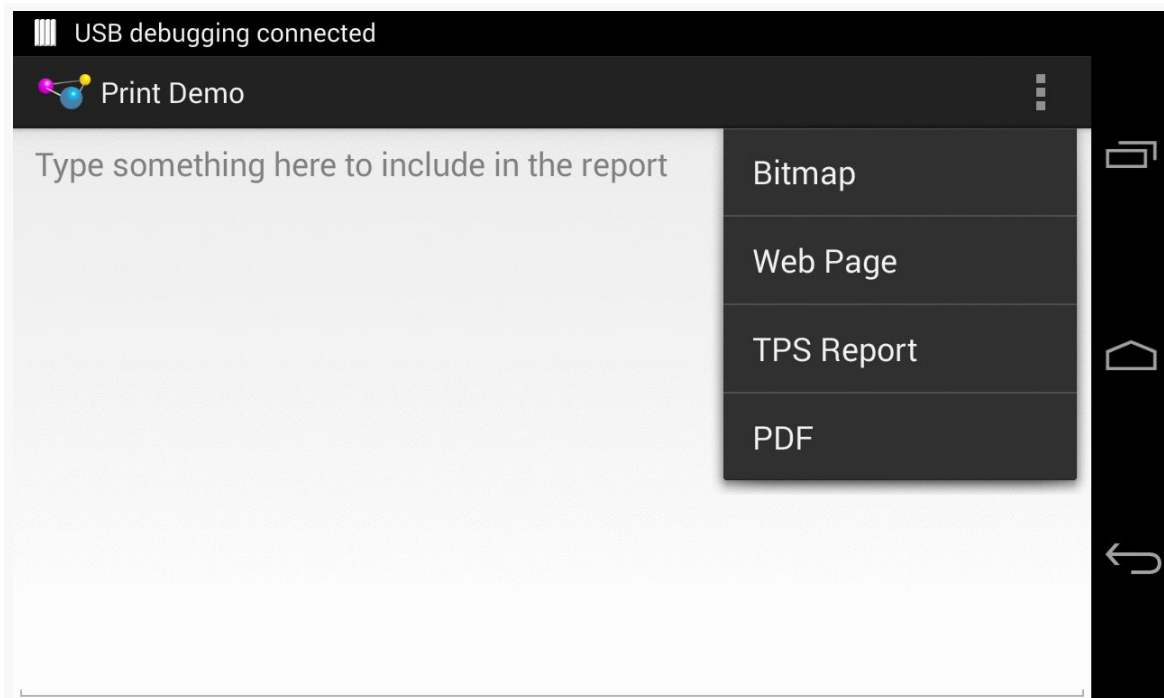 USB debugging connected
Print Demo
Type something here to include in the report
Bitmap
Web Page
TPS Report
PDF